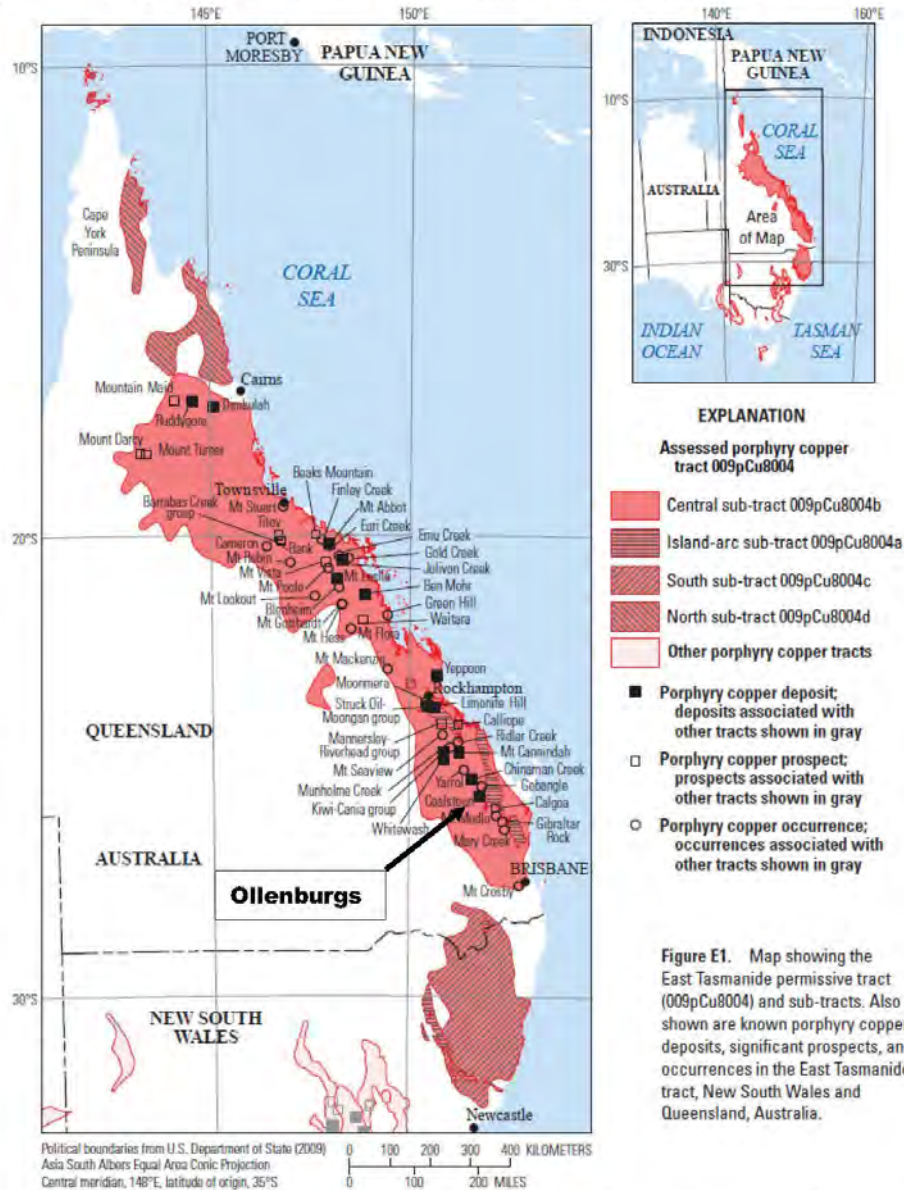 145°E
150°E
140°E
160°E
PORT
MORESBY
PAPUA NEW
GUINEA
10°S
Cape
York
Peninsula
CORAL
SEA
Cairns
Mountain Maid
Dimbulah
Ruddygore
Mount Darcy
Mount Turner
Beaks Mountain
Townsville
Finley Creek
Mt Stuart
Mt Abbot
Barrabas Creek
group
Euri Creek
20°S
Emu Creek
Cameron
Bank
Gold Creek
Mt Robin
Julivon Creek
Mt Vista
Mt Leslie
Mt Poole
Ben Mohr
Mt Lookout
Green Hill
Blenheim
Mt Gotthardt
Waitara
Mt Hess
Mt Flora
Mt Mackenzie
Yeppoon
Moonmera
Rockhampton
Struck Oil-
Moongan group
Limonite Hill
QUEENSLAND
Mannersley-
Riverhead group
Calliope
Ridler Creek
Mt Seaview
Mt Cannindah
Munholme Creek
Yarrol
Chinaman Creek
Kiwi-Cania group
Gebangle
Coalstoun
Calgoa
Whitewash
Gibraltar
Rock
Mary Creek
AUSTRALIA
BRISBANE
Ollenburgs
Mt Crosby
30°S
NEW SOUTH
WALES
Newcastle
Political boundaries from U.S. Department of State (2009)
Asia South Albers Equal Area Conic Projection
Central meridian, 148°E, latitude of origin, 35°S
0 100 200 300 400 KILOMETERS
0 100 200 MILES
INDONESIA
PAPUA NEW
GUINEA
10°S
CORAL
SEA
AUSTRALIA
Area
of Map
30°S
INDIAN
OCEAN
TASMAN
SEA
EXPLANATION
Assessed porphyry copper
tract 009pCu8004
Central sub-tract 009pCu8004b
Island-arc sub-tract 009pCu8004a
South sub-tract 009pCu8004c
North sub-tract 009pCu8004d
Other porphyry copper tracts
Porphyry copper deposit;
deposits associated with
other tracts shown in gray
Porphyry copper prospect;
prospects associated with
other tracts shown in gray
Porphyry copper occurrence;
occurrences associated with
other tracts shown in gray
Figure E1. Map showing the
East Tasmanide permissive tract
(009pCu8004) and sub-tracts. Also
shown are known porphyry copper
deposits, significant prospects, an
occurrences in the East Tasmanide
tract, New South Wales and
Queensland, Australia.